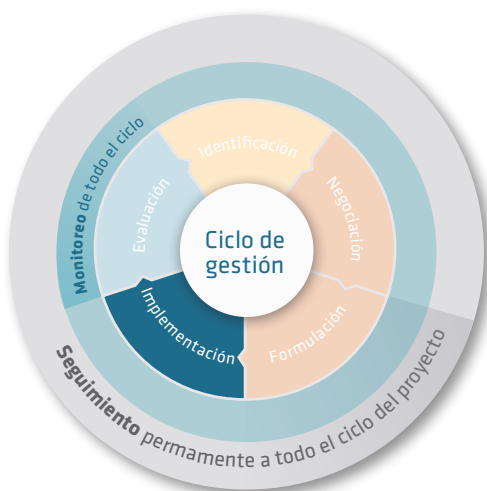 Ciclo de
gestión
Identificación
Negociación
Formulación
Implementación
Evaluación
Monitoreo de todo el ciclo
Seguimiento permamente a todo el ciclo del proyecto